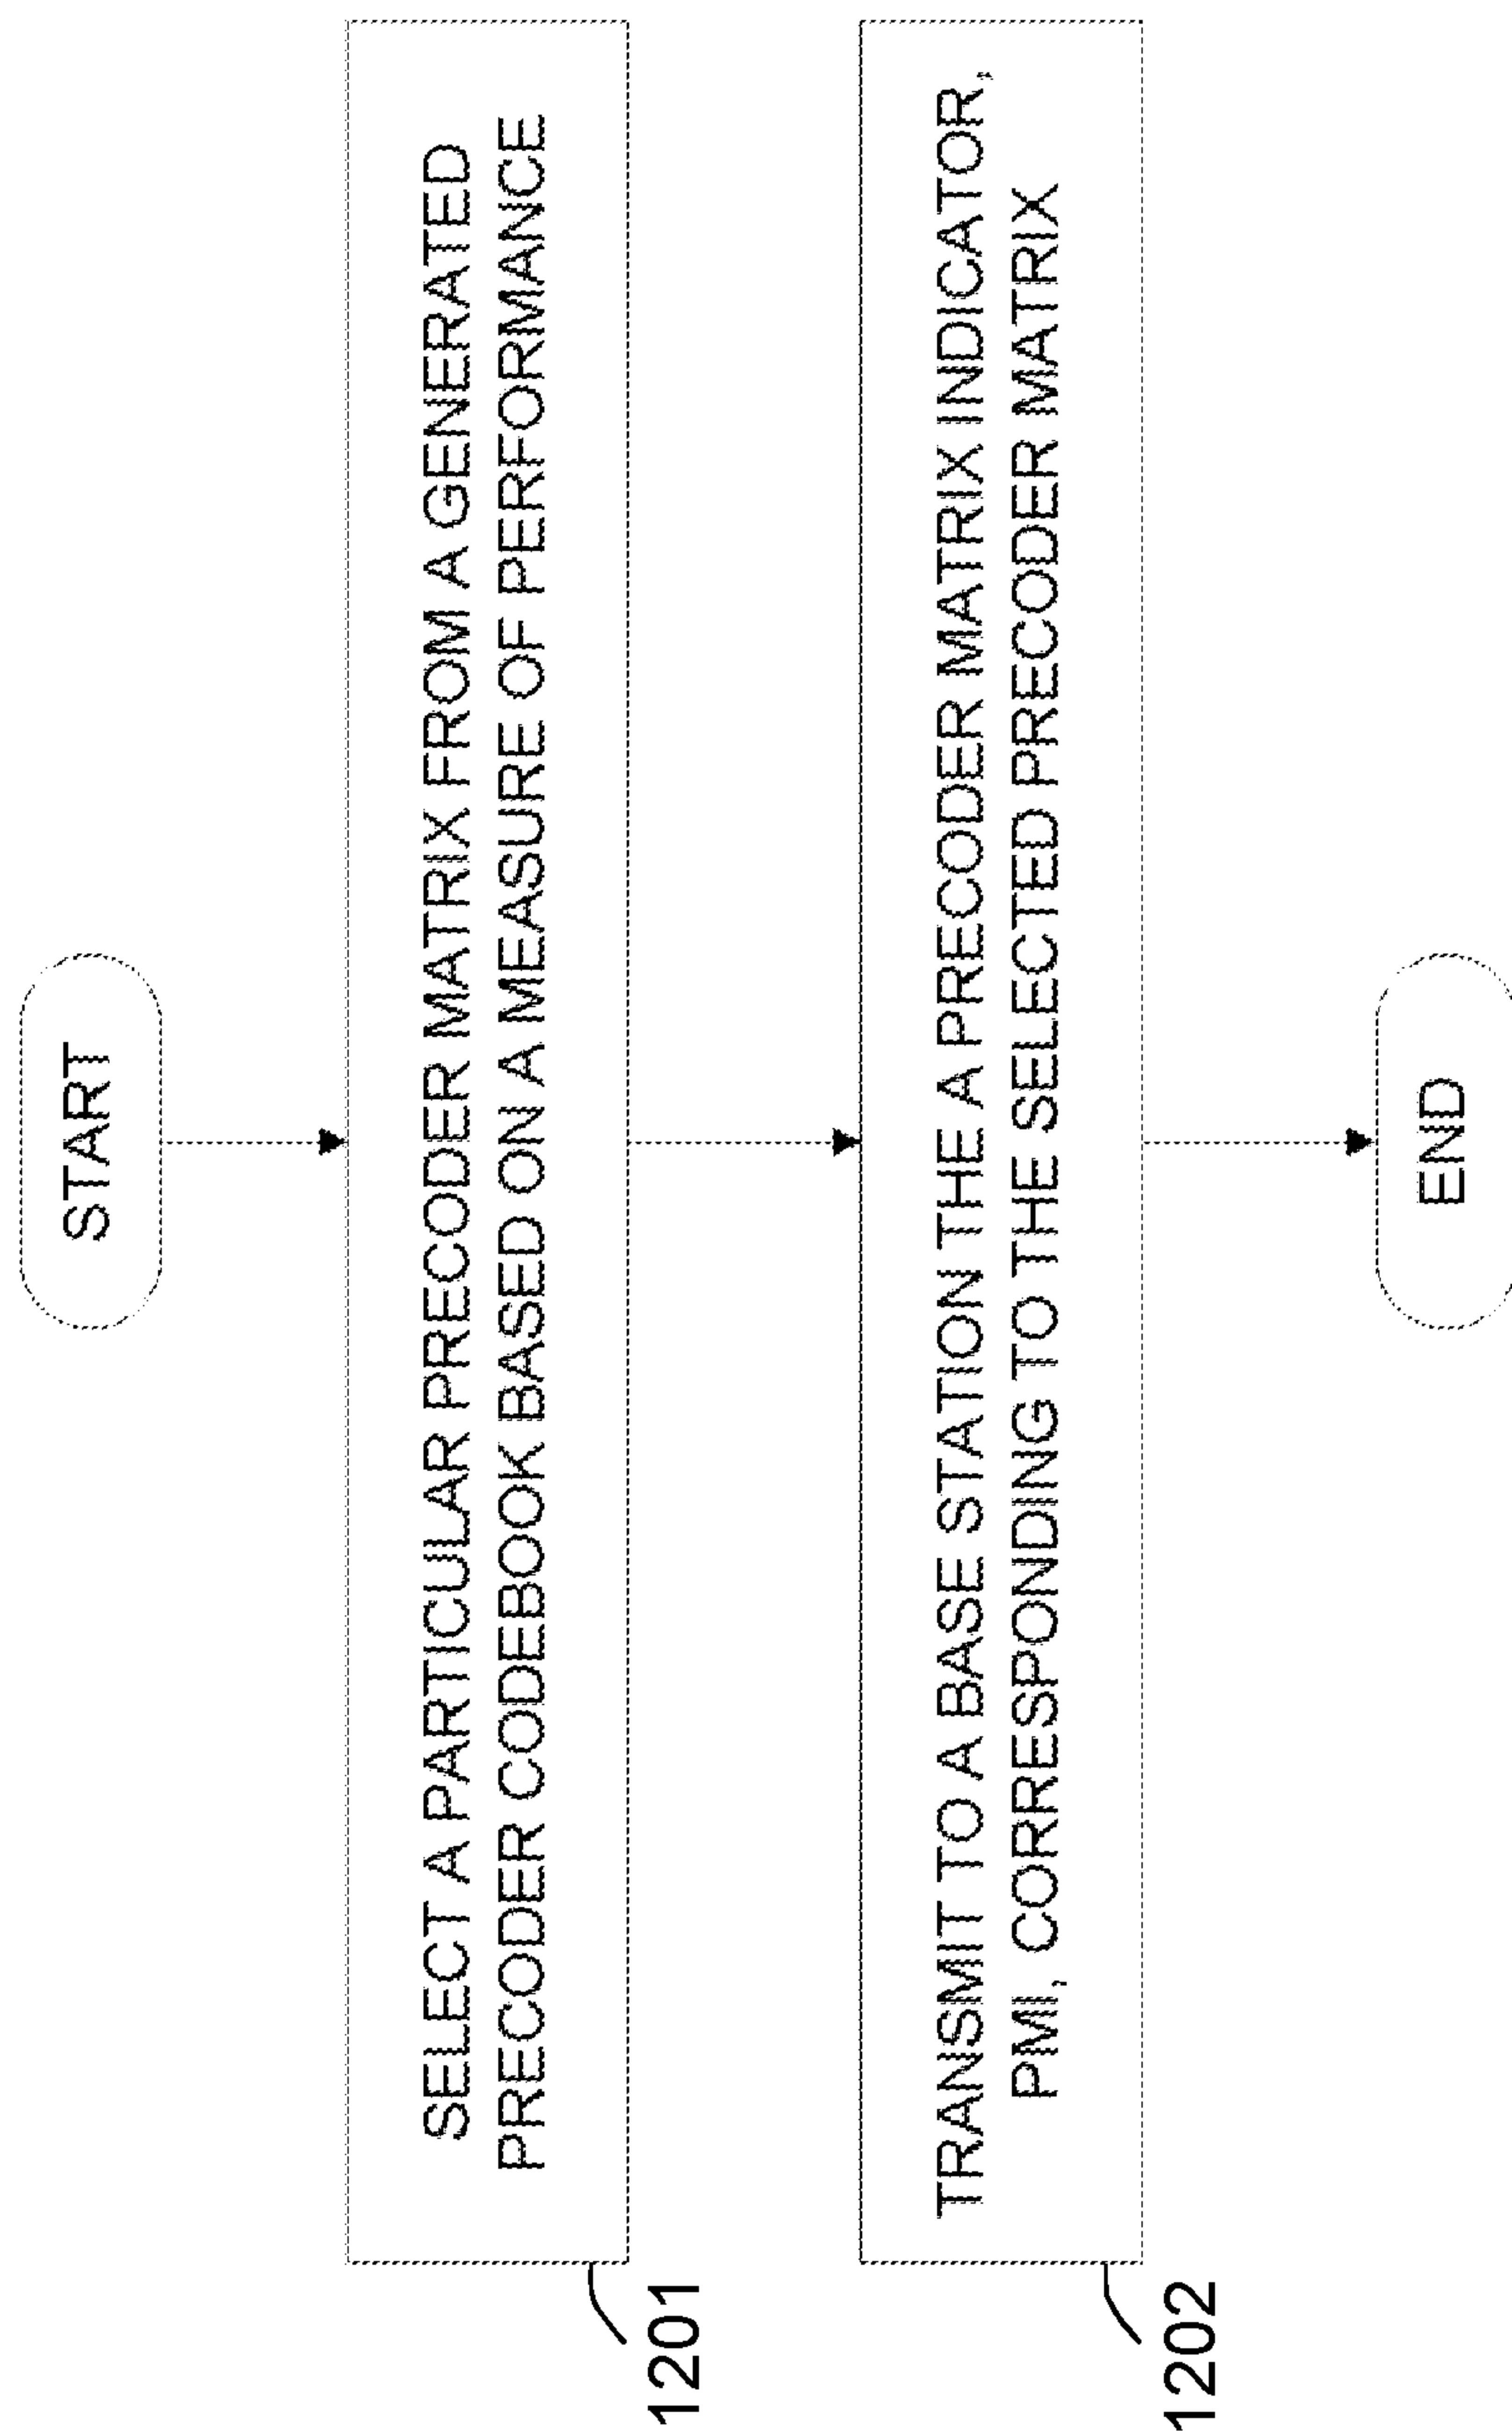 START
SELECT A PARTICULAR PRECODER MATRIX FROM A GENERATED
PRECODER CODEBOOK BASED ON A MEASURE OF PERFORMANCE
1201
TRANSMIT TO A BASE STATION THE A PRECODER MATRIX INDICATOR,
PMI, CORRESPONDING TO THE SELECTED PRECODER MATRIX
1202
END